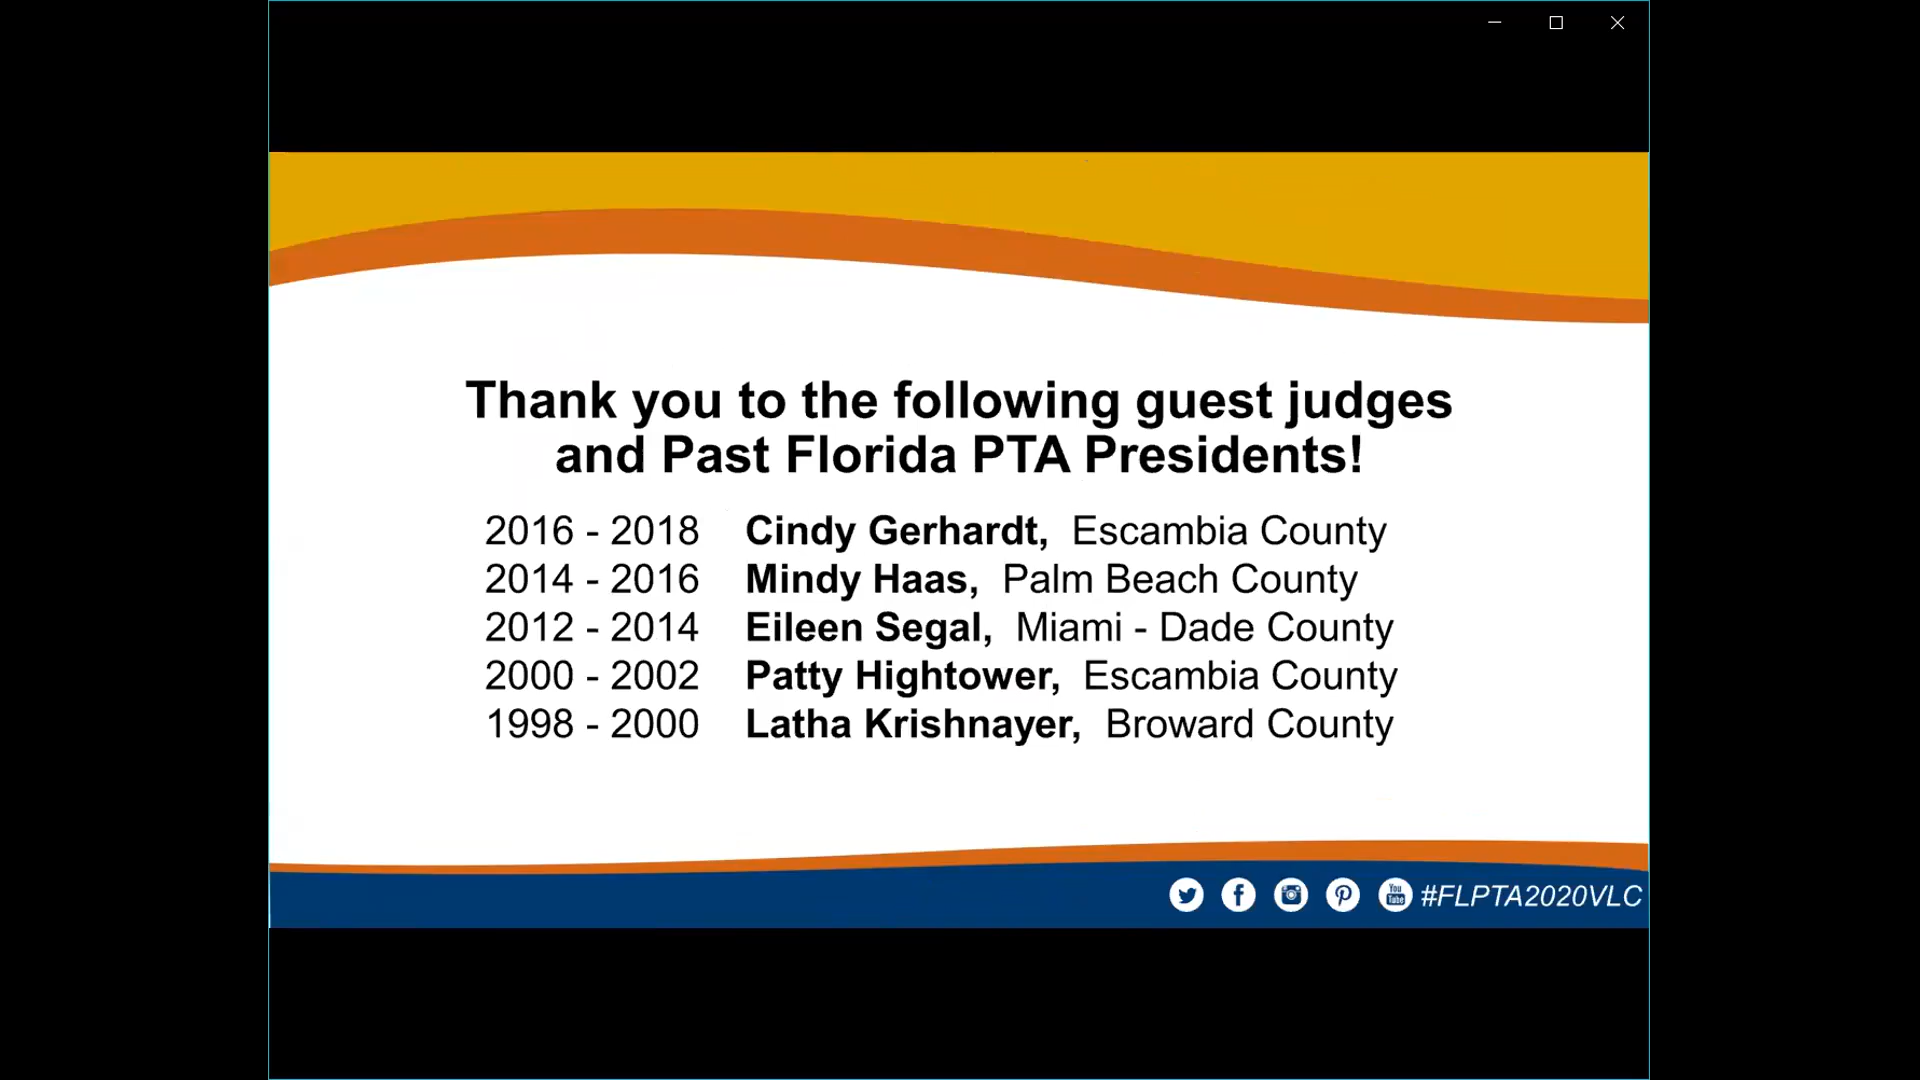 Thank you to the following guest judges
and Past Florida PTA Presidents!
2016 - 2018 Cindy Gerhardt, Escambia County
2014 - 2016 Mindy Haas, Palm Beach County
2012 - 2014 Eileen Segal, Miami - Dade County
2000 - 2002 Patty Hightower, Escambia County
1998 - 2000 Latha Krishnayer, Broward County
You
Tube
#FLPTA2020VLC